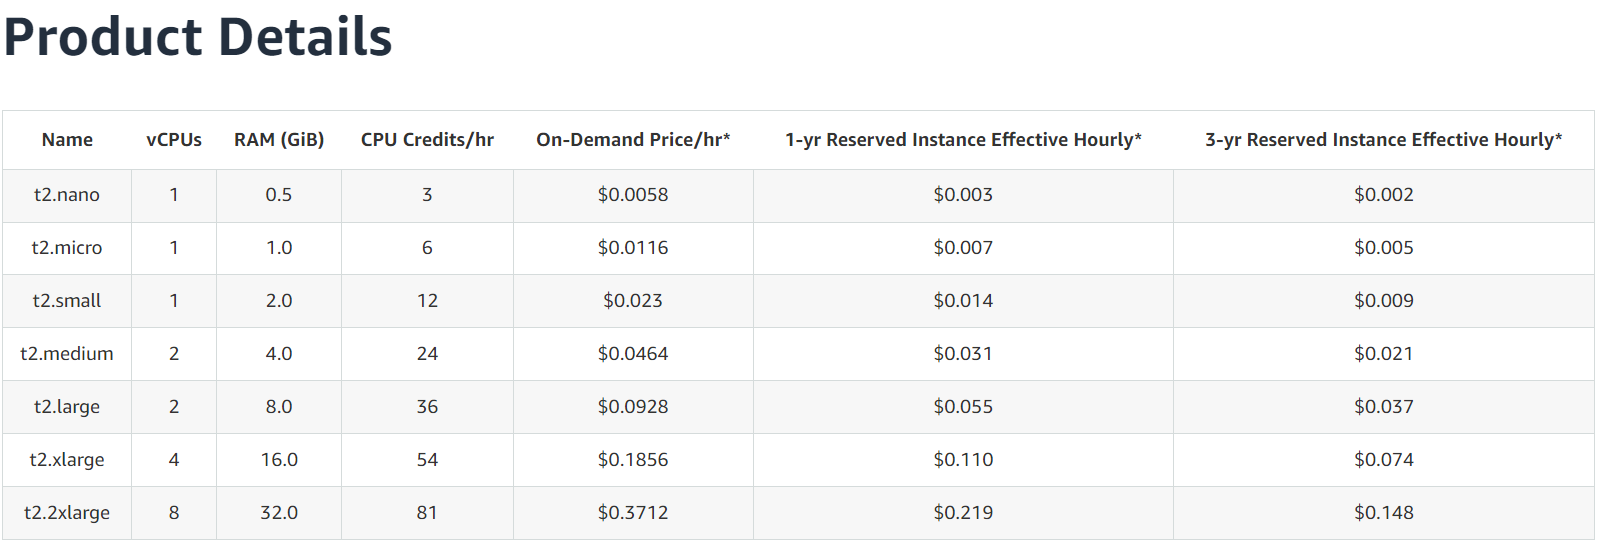 Product Details
Name vCPUs RAM (GiB) CPU Credits/hr On-Demand Price/hr* 1-yr Reserved Instance Effective Hourly* 3-yr Reserved Instance Effective Hourly*
t2.nano 1 0.5 3 $0.0058 $0.003 $0.002
t2.micro 1 1.0 6 $0.0116 $0.007 $0.005
t2.small 1 2.0 12 $0.023 $0.014 $0.009
t2.medium 2 4.0 24 $0.0464 $0.031 $0.021
t2.large 2 8.0 36 $0.0928 $0.055 $0.037
t2.xlarge 4 16.0 54 $0.1856 $0.110 $0.074
t2.2xlarge 8 32.0 81 $0.3712 $0.219 $0.148